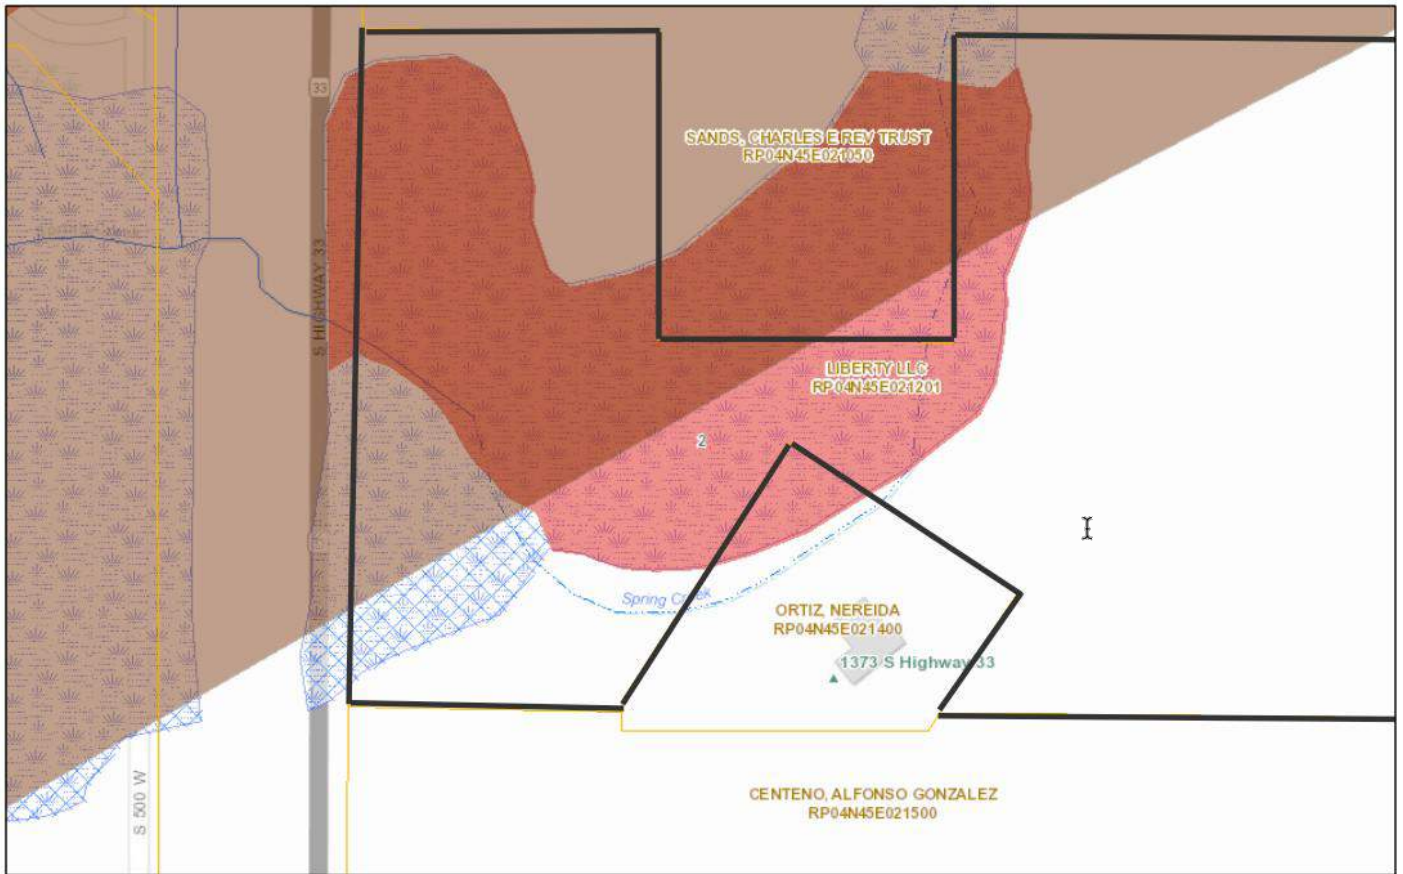 33
SANDS, CHARLES E REV TRUST
RP04N45E021050
S HIGHWAY 33
LIBERTY LLC
RP04N45E021201
2
Spring Creek
ORTIZ, NEREIDA
RP04N45E021400
1373 S Highway 33
S 500 W
CENTENO, ALFONSO GONZALEZ
RP04N45E021500